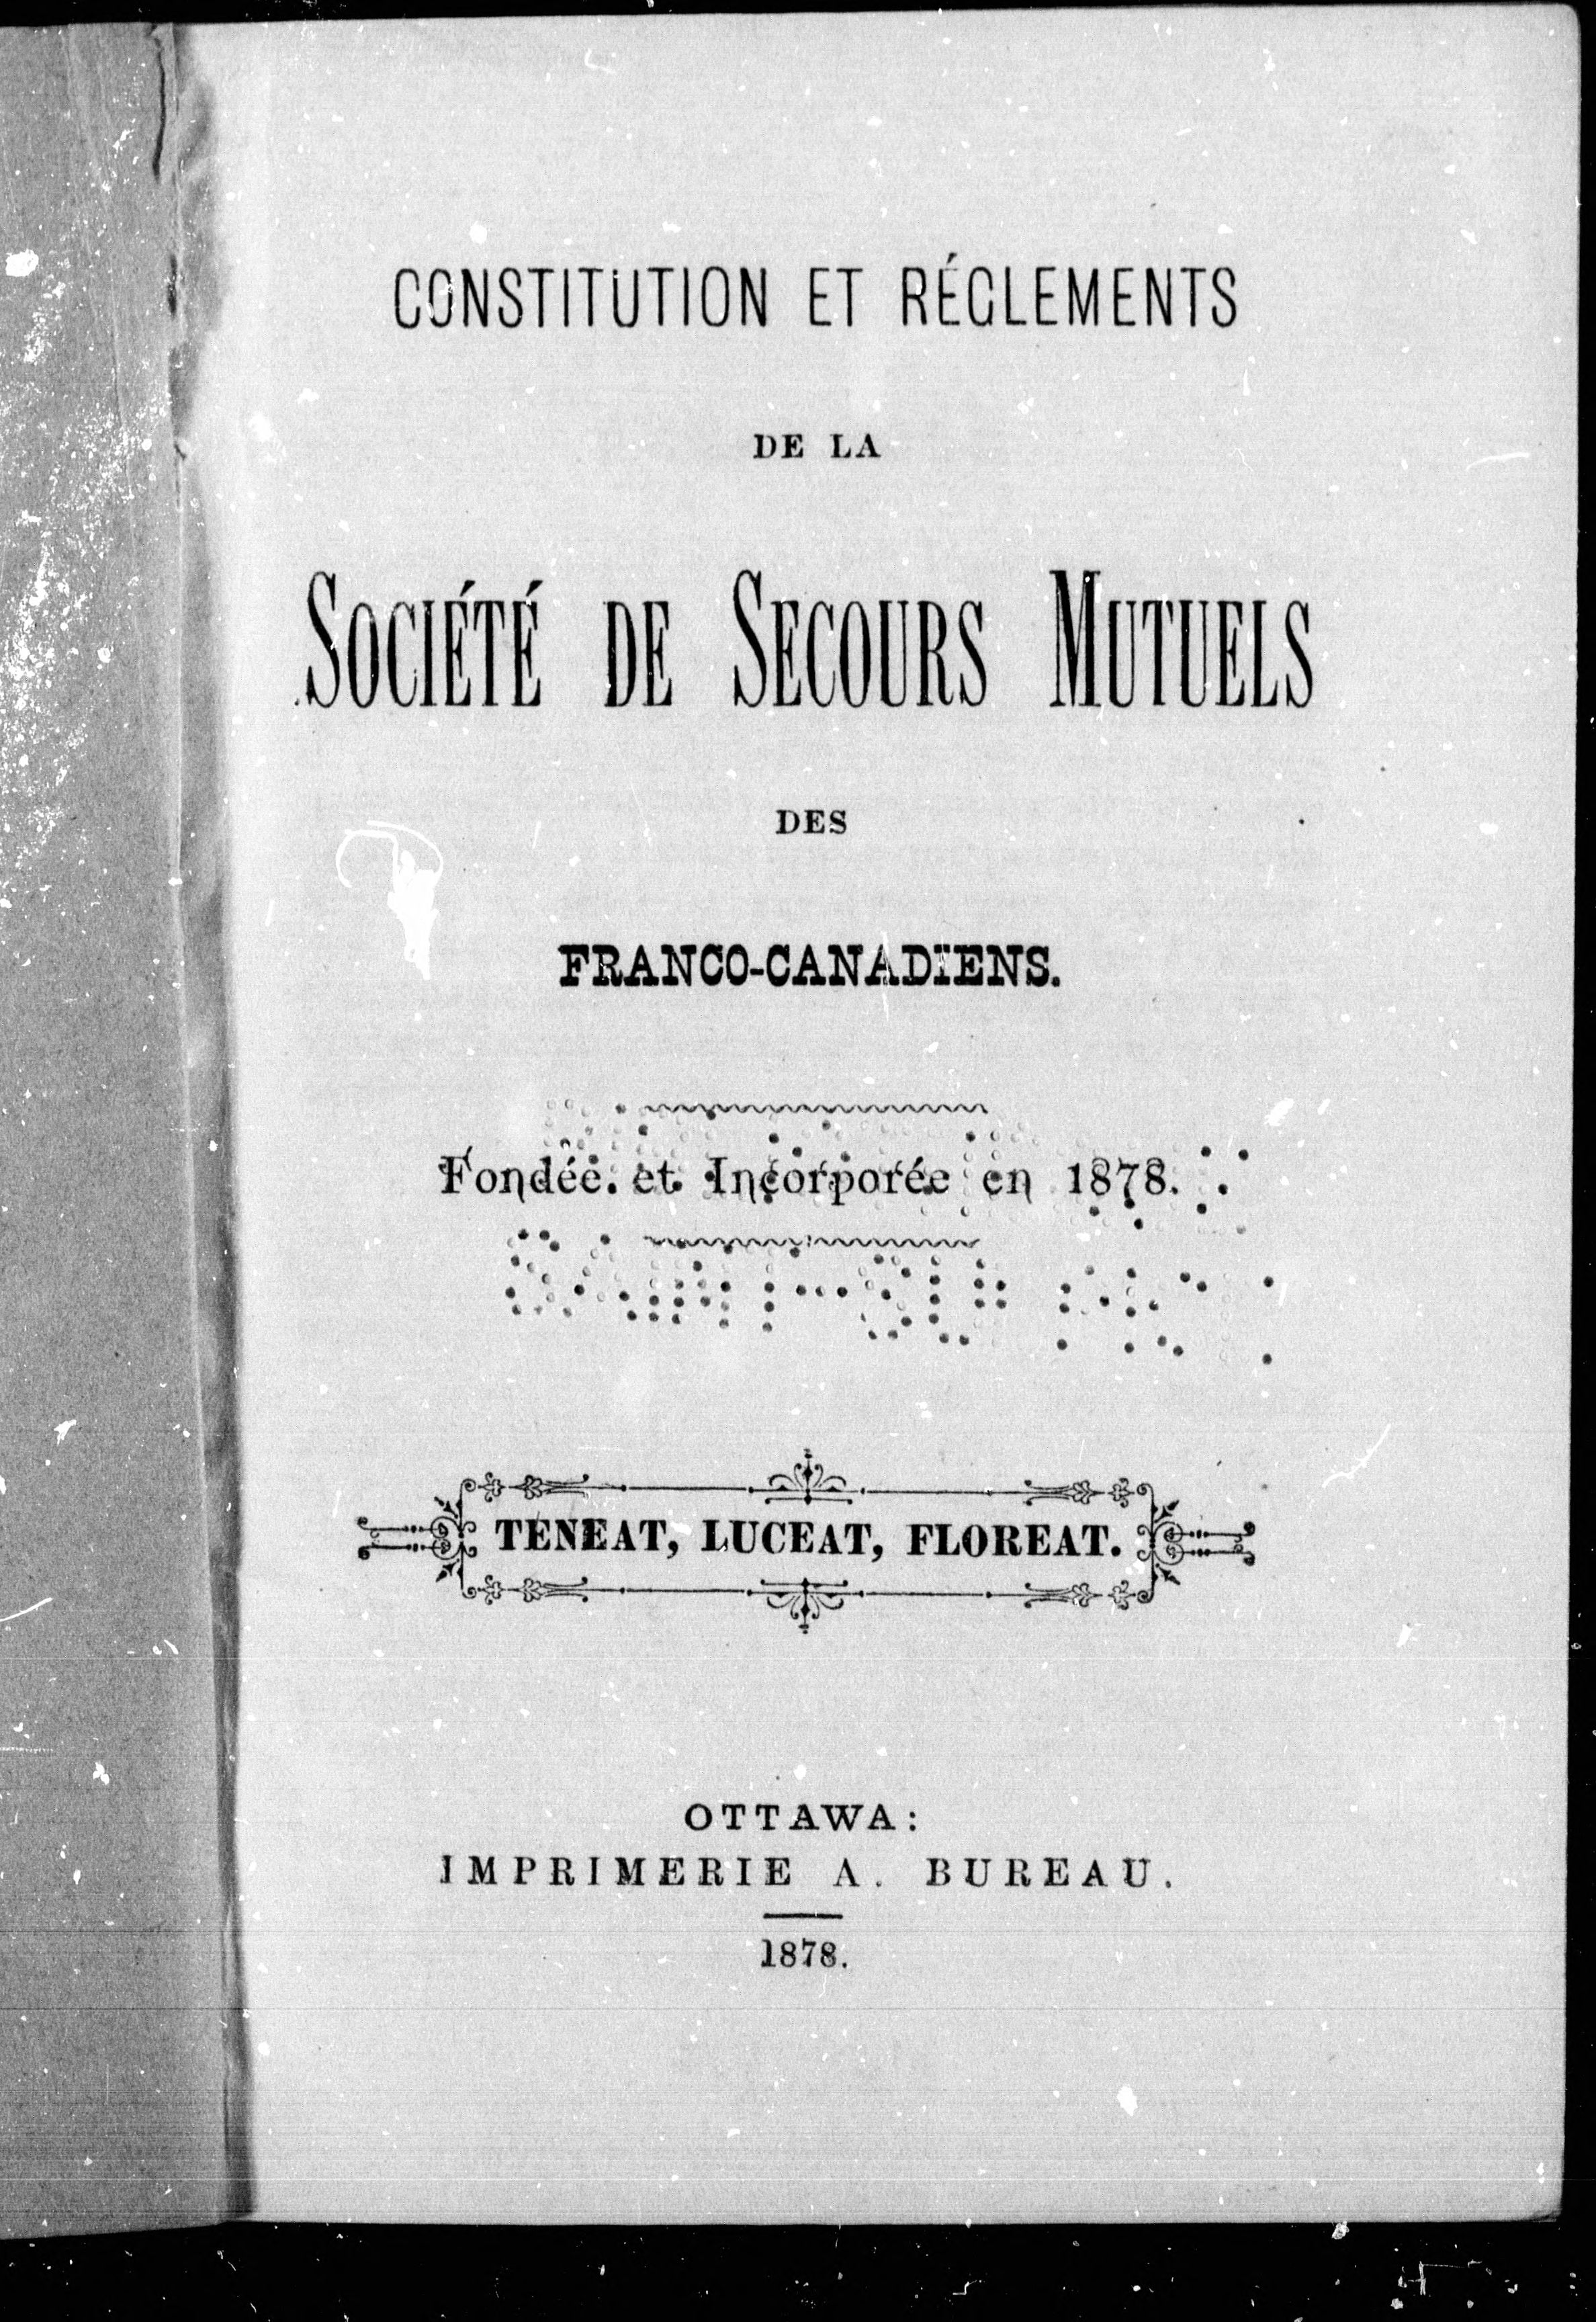 CONSTITUTION ET RÉGLEMENTS
DE LA
SOCIÉTÉ DE SECOURS MUTUELS
DES
FRANCO-CANADIENS.
Fondée et Incorporée en 1878.
TENEAT, LUCEAT, FLOREAT.
OTTAWA:
IMPRIMERIE A. BUREAU.
1878.